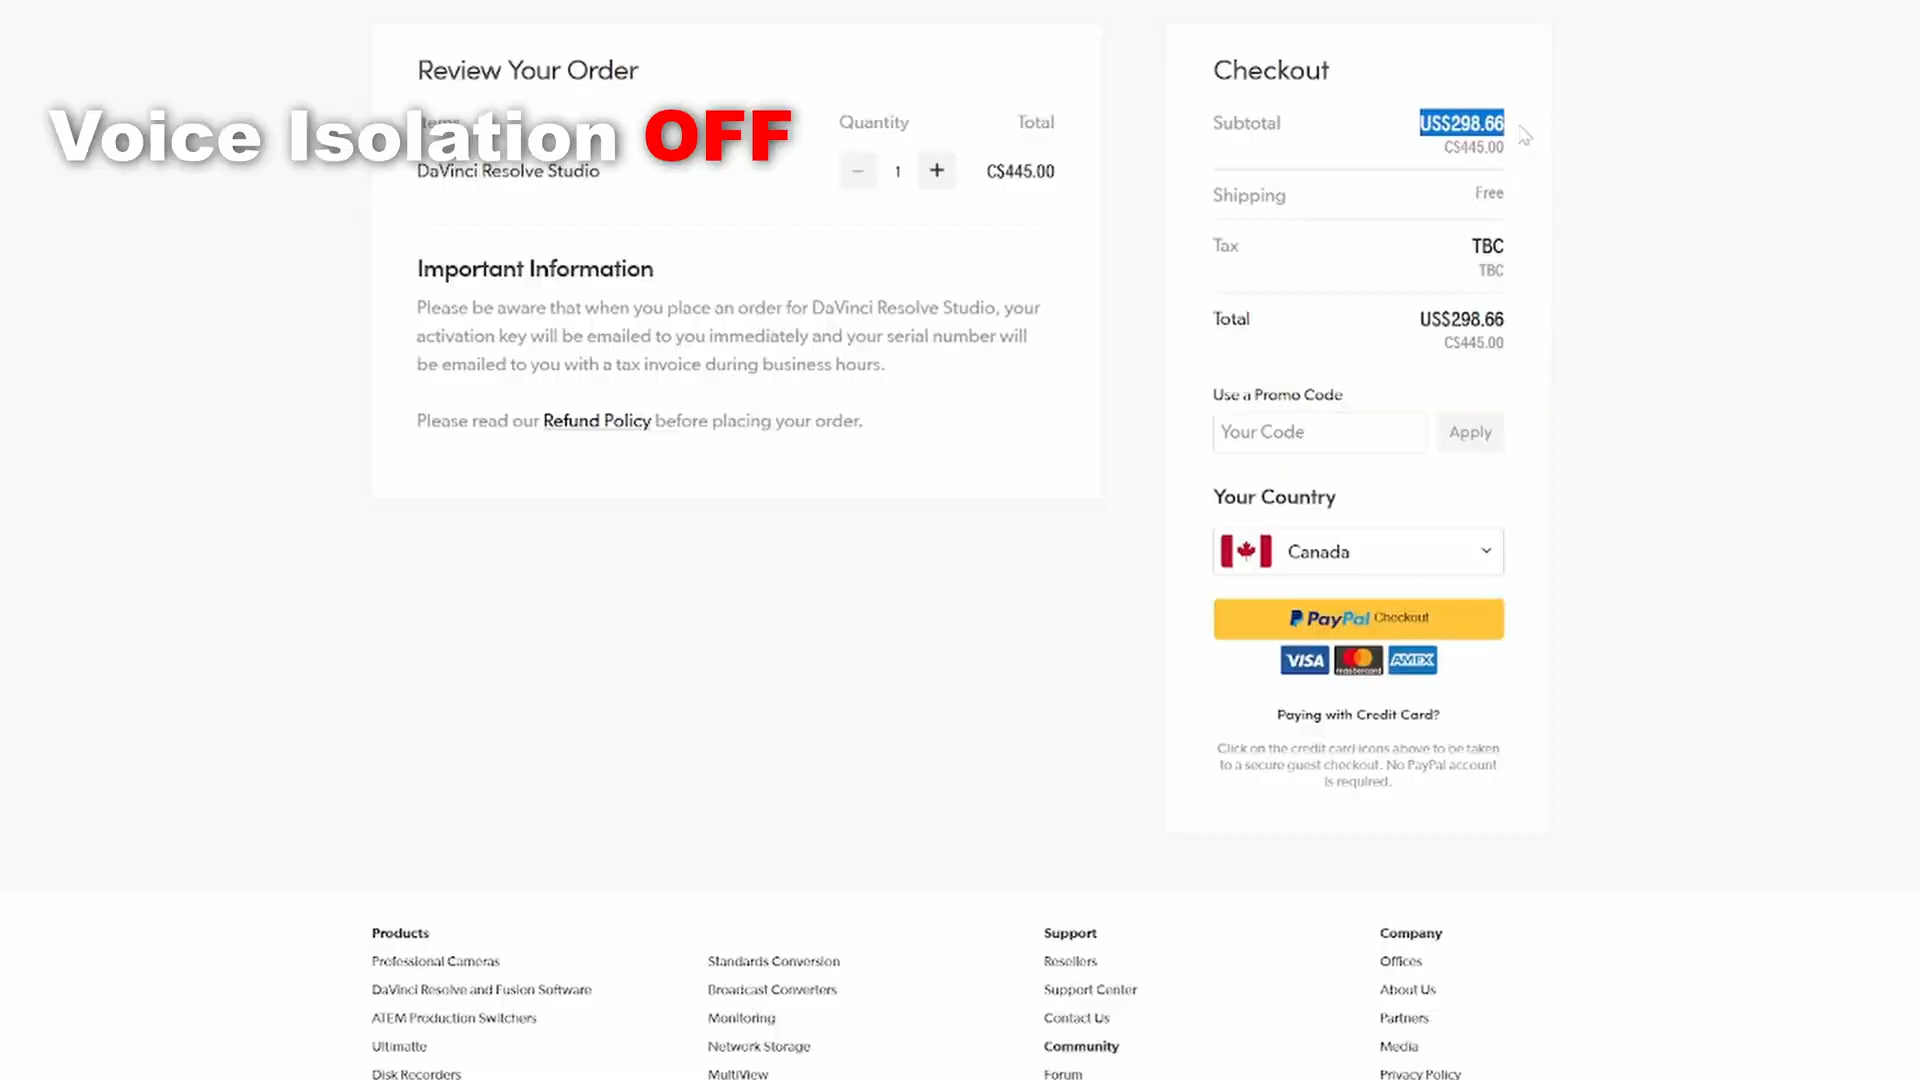 Review Your Order
Voice Isolation OFF
Items
Quantity
Total
DaVinci Resolve Studio
1
C$445.00
Important Information
Please be aware that when you place an order for DaVinci Resolve Studio, your
activation key will be emailed to you immediately and your serial number will
be emailed to you with a tax invoice during business hours.
Please read our Refund Policy before placing your order.
Checkout
Subtotal
US$298.66
C$445.00
Shipping
Free
Tax
TBC
TBC
Total
US$298.66
C$445.00
Use a Promo Code
Your Code
Apply
Your Country
Canada
PayPal Checkout
VISA
mastercard
AMEX
Paying with Credit Card?
Click on the credit card icons above to be taken
to a secure guest checkout. No PayPal account
is required.
Products
Professional Cameras
DaVinci Resolve and Fusion Software
ATEM Production Switchers
Ultimatte
Disk Recorders
Standards Conversion
Broadcast Converters
Monitoring
Network Storage
MultiView
Support
Resellers
Support Center
Contact Us
Community
Forum
Company
Offices
About Us
Partners
Media
Privacy Policy